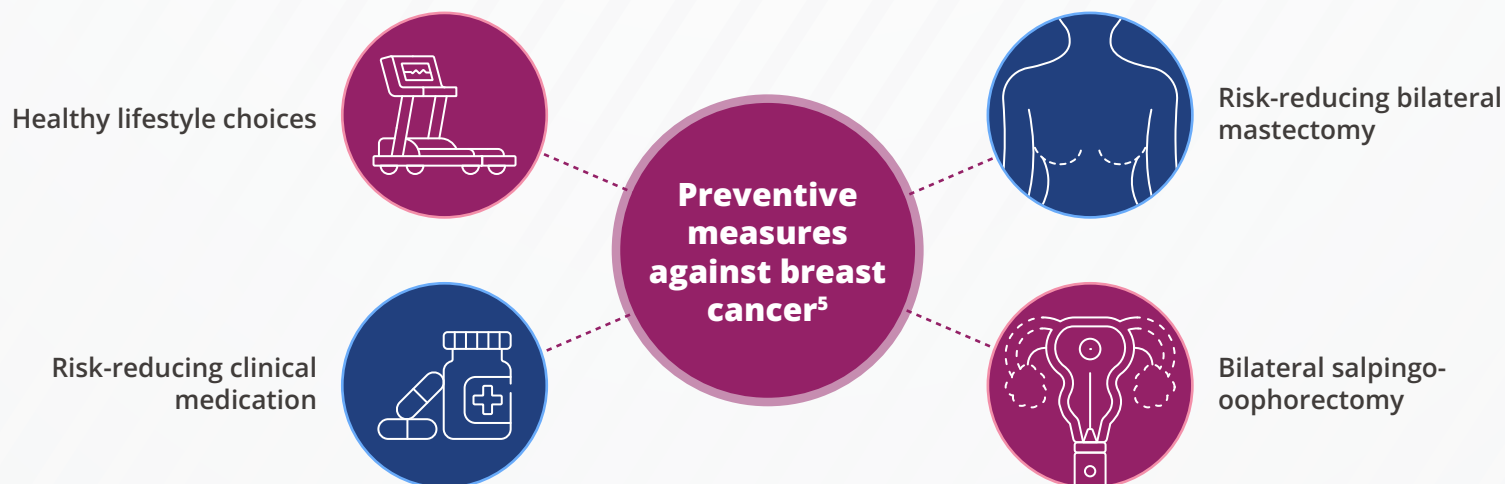 Healthy lifestyle choices
Risk-reducing bilateral
mastectomy
Preventive
measures
against breast
cancer⁵
Risk-reducing clinical
medication
Bilateral salpingo-
oophorectomy